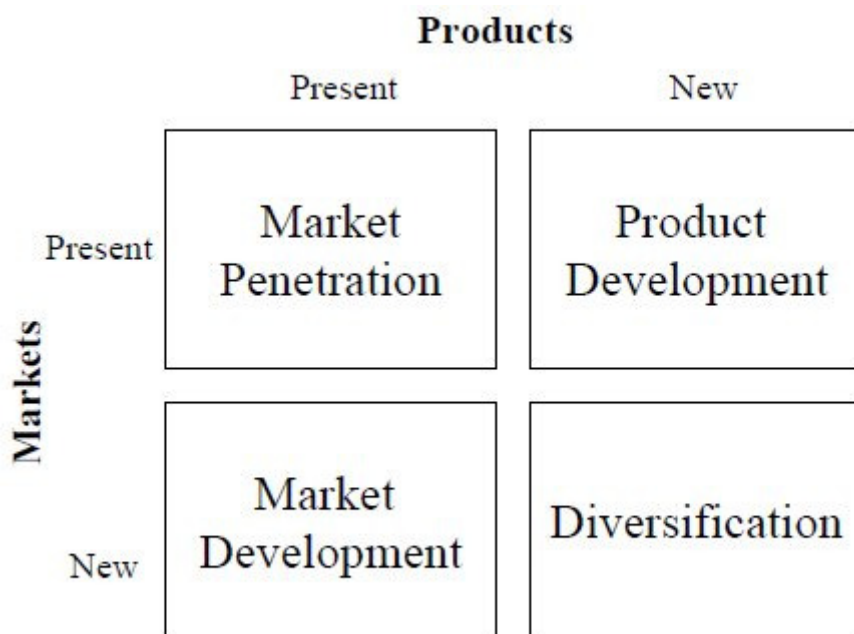 Products
Present
New
Present
Market
Penetration
Product
Development
Markets
New
Market
Development
Diversification